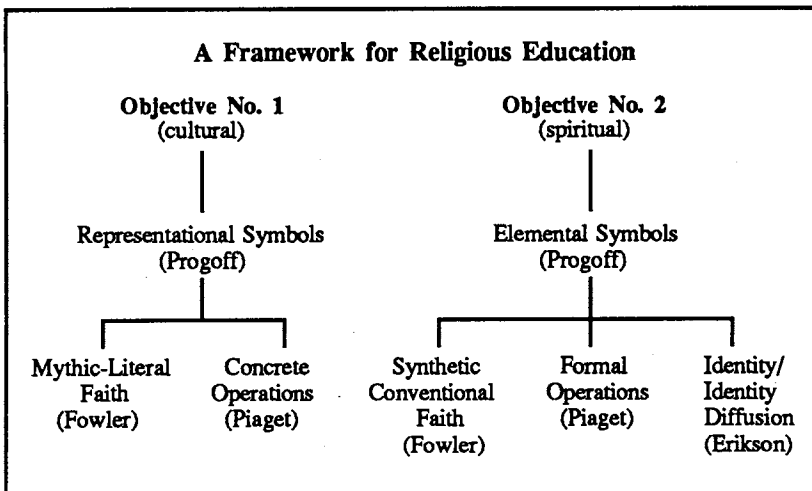 A Framework for Religious Education
Objective No. 1
(cultural)
Objective No. 2
(spiritual)
Representational Symbols
(Progoff)
Elemental Symbols
(Progoff)
Mythic-Literal
Faith
(Fowler)
Concrete
Operations
(Piaget)
Synthetic
Conventional
Faith
(Fowler)
Formal
Operations
(Piaget)
Identity/
Identity
Diffusion
(Erikson)